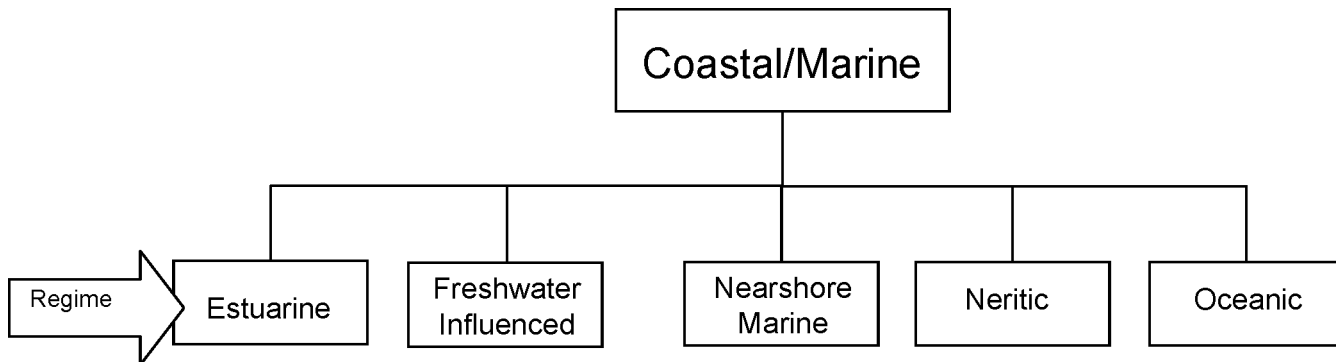 Coastal/Marine
Regime
Estuarine
Freshwater
Influenced
Nearshore
Marine
Neritic
Oceanic